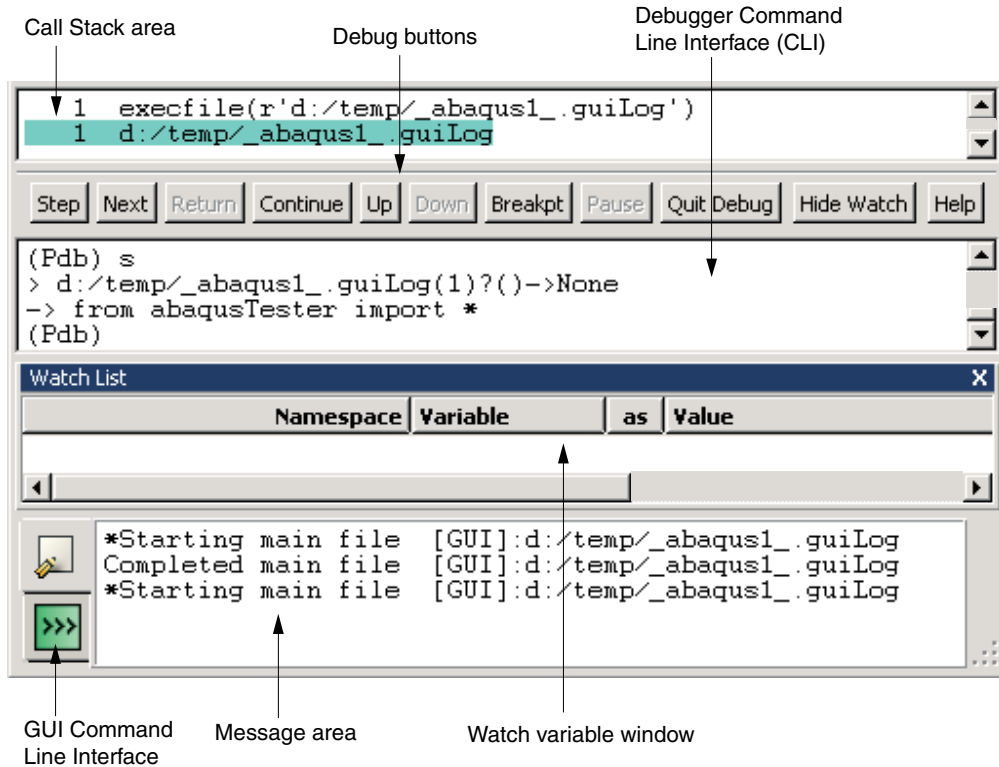 Call Stack area
Debug buttons
Debugger Command
Line Interface (CLI)
1 execfile(r'd:/temp/_abaqus1_.guiLog')
1 d:/temp/_abaqus1_.guiLog
Step Next Return Continue Up Down Breakpt Pause Quit Debug Hide Watch Help
(Pdb) s
> d:/temp/_abaqus1_.guiLog(1)?()->None
-> from abaqusTester import *
(Pdb)
Watch List X
Namespace Variable as Value
*Starting main file [GUI]:d:/temp/_abaqus1_.guiLog
Completed main file [GUI]:d:/temp/_abaqus1_.guiLog
*Starting main file [GUI]:d:/temp/_abaqus1_.guiLog
>>>
GUI Command
Line Interface
Message area
Watch variable window